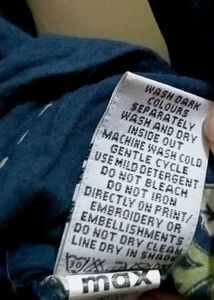 WASH DARK
COLOURS
SEPARATELY
WASH AND DRY
INSIDE OUT
MACHINE WASH COLD
GENTLE CYCLE
USE MILD DETERGENT
DO NOT BLEACH
DO NOT IRON
DIRECTLY ON PRINT/
EMBROIDERY OR
EMBELLISHMENTS
DO NOT DRY CLEAN
LINE DRY IN SHADE
max